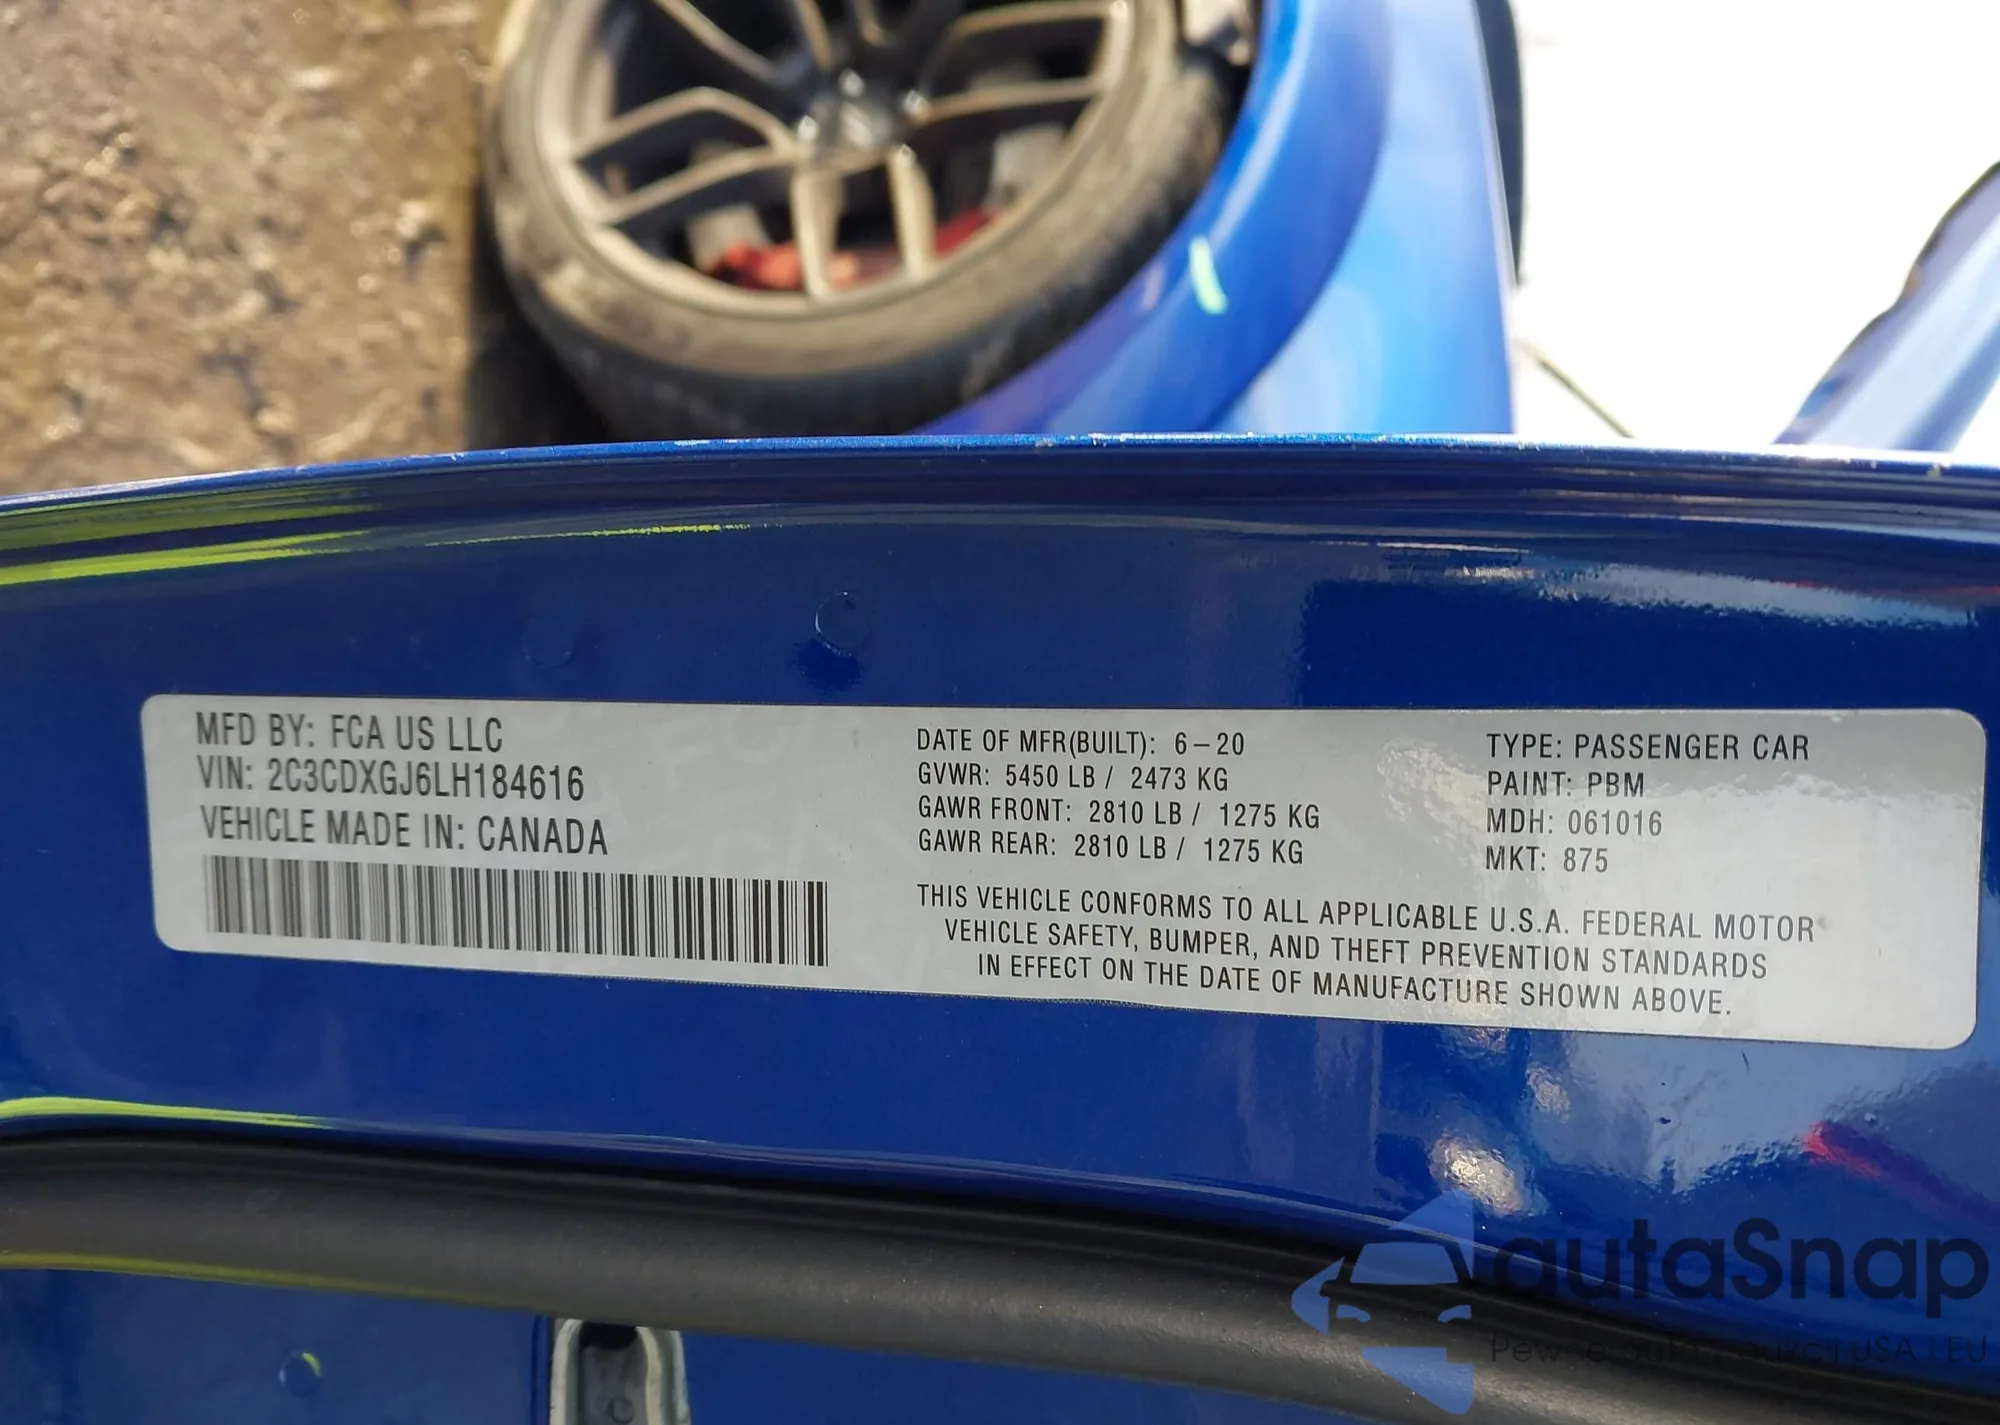 MFD BY: FCA US LLC
VIN: 2C3CDXGJ6LH184616
VEHICLE MADE IN: CANADA
DATE OF MFR(BUILT): 6-20
GVWR: 5450 LB / 2473 KG
GAWR FRONT: 2810 LB / 1275 KG
GAWR REAR: 2810 LB / 1275 KG
TYPE: PASSENGER CAR
PAINT: PBM
MDH: 061016
MKT: 875
THIS VEHICLE CONFORMS TO ALL APPLICABLE U.S.A. FEDERAL MOTOR
VEHICLE SAFETY, BUMPER, AND THEFT PREVENTION STANDARDS
IN EFFECT ON THE DATE OF MANUFACTURE SHOWN ABOVE.
autaSnap
USA i EU